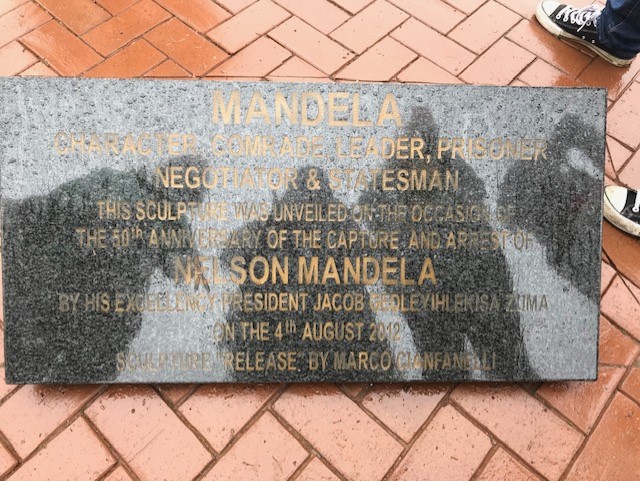 MANDELA
CHARACTER, COMRADE, LEADER, PRISONER
NEGOTIATOR & STATESMAN
THIS SCULPTURE WAS UNVEILED ON THE OCCASION OF
THE 50th ANNIVERSARY OF THE CAPTURE AND ARREST OF
NELSON MANDELA
BY HIS EXCELLENCY PRESIDENT JACOB GEDLEYIHLEKISA ZUMA
ON THE 4th AUGUST 2012
SCULPTURE "RELEASE" BY MARCO CIANFANELLI